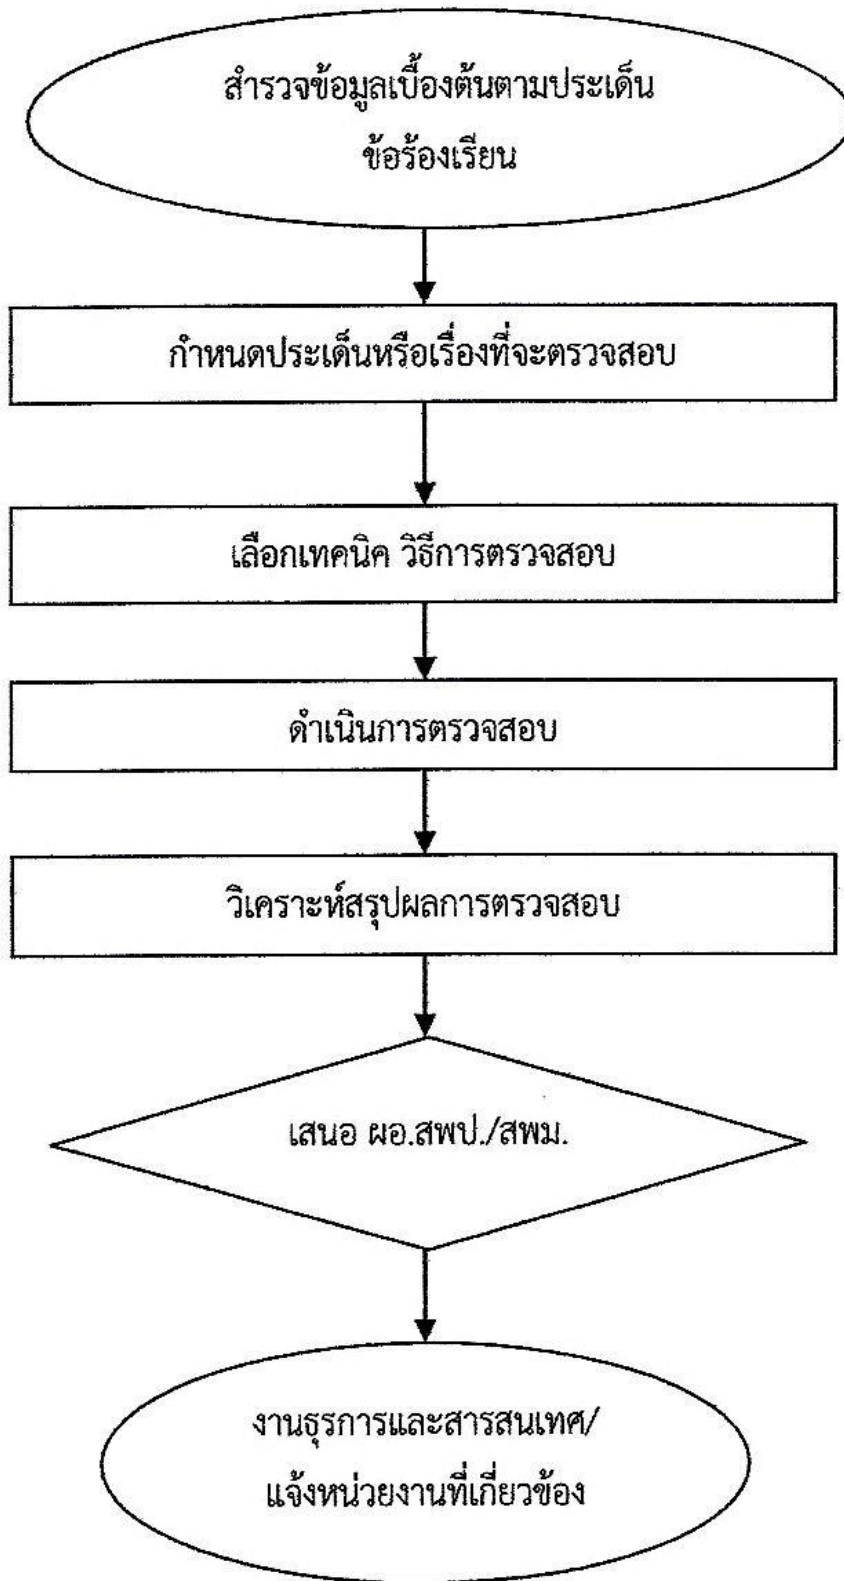 สำรวจข้อมูลเบื้องต้นตามประเด็น
ข้อร้องเรียน
กำหนดประเด็นหรือเรื่องที่จะตรวจสอบ
เลือกเทคนิค วิธีการตรวจสอบ
ดำเนินการตรวจสอบ
วิเคราะห์สรุปผลการตรวจสอบ
เสนอ ผอ.สพป./สพม.
งานธุรการและสารสนเทศ/
แจ้งหน่วยงานที่เกี่ยวข้อง